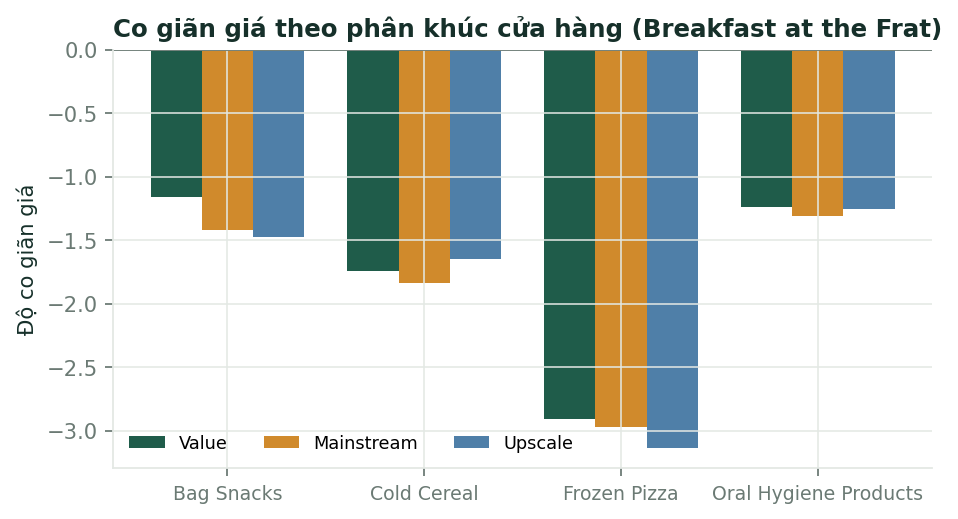 Co giãn giá theo phân khúc cửa hàng (Breakfast at the Frat)
Độ co giãn giá
0.0
−0.5
−1.0
−1.5
−2.0
−2.5
−3.0
Value Mainstream Upscale
Bag Snacks Cold Cereal Frozen Pizza Oral Hygiene Products